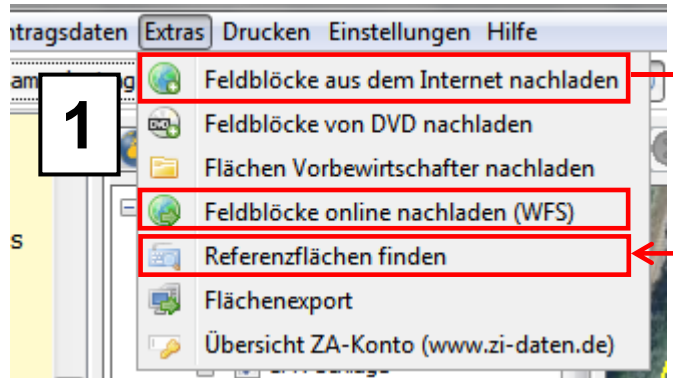 ntragsdaten Extras Drucken Einstellungen Hilfe
1
Feldblöcke aus dem Internet nachladen
Feldblöcke von DVD nachladen
Flächen Vorbewirtschafter nachladen
Feldblöcke online nachladen (WFS)
Referenzflächen finden
Flächenexport
Übersicht ZA-Konto (www.zi-daten.de)